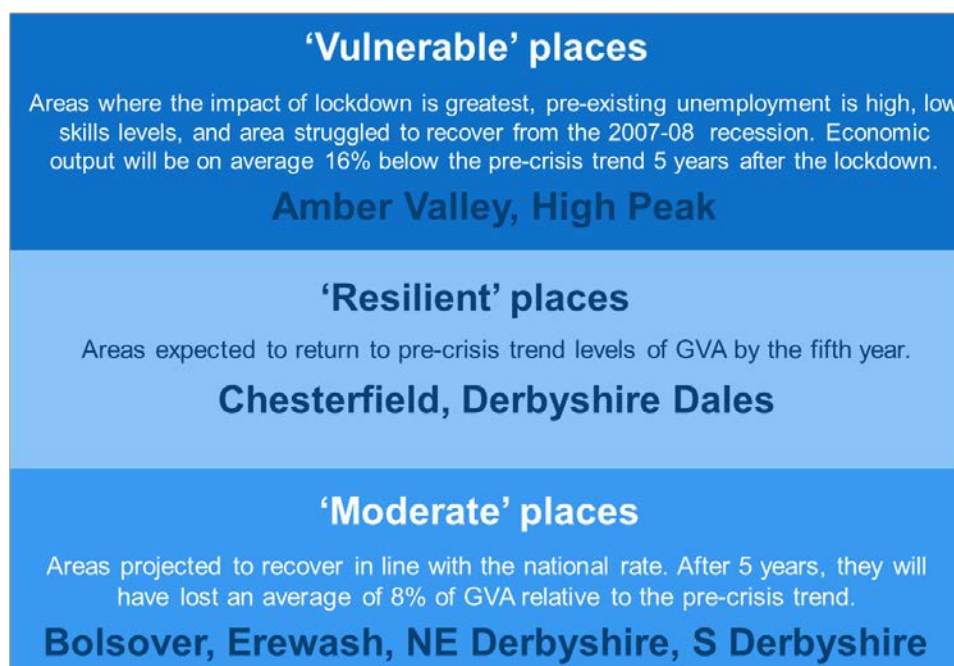 ‘Vulnerable’ places
Areas where the impact of lockdown is greatest, pre-existing unemployment is high, low
skills levels, and area struggled to recover from the 2007-08 recession. Economic
output will be on average 16% below the pre-crisis trend 5 years after the lockdown.
Amber Valley, High Peak
‘Resilient’ places
Areas expected to return to pre-crisis trend levels of GVA by the fifth year.
Chesterfield, Derbyshire Dales
‘Moderate’ places
Areas projected to recover in line with the national rate. After 5 years, they will
have lost an average of 8% of GVA relative to the pre-crisis trend.
Bolsover, Erewash, NE Derbyshire, S Derbyshire